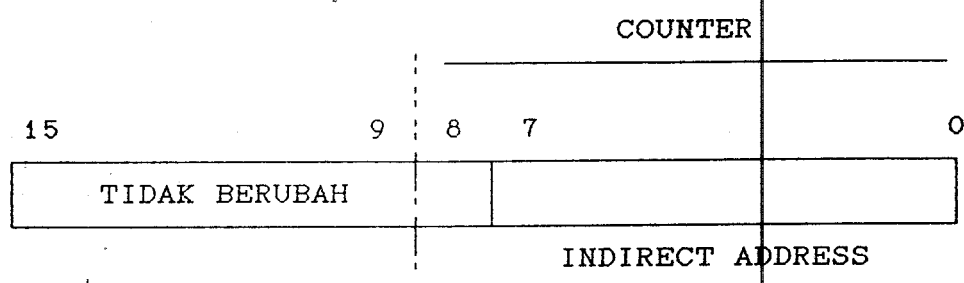 COUNTER
15 9 8 7 0
TIDAK BERUBAH
INDIRECT ADDRESS